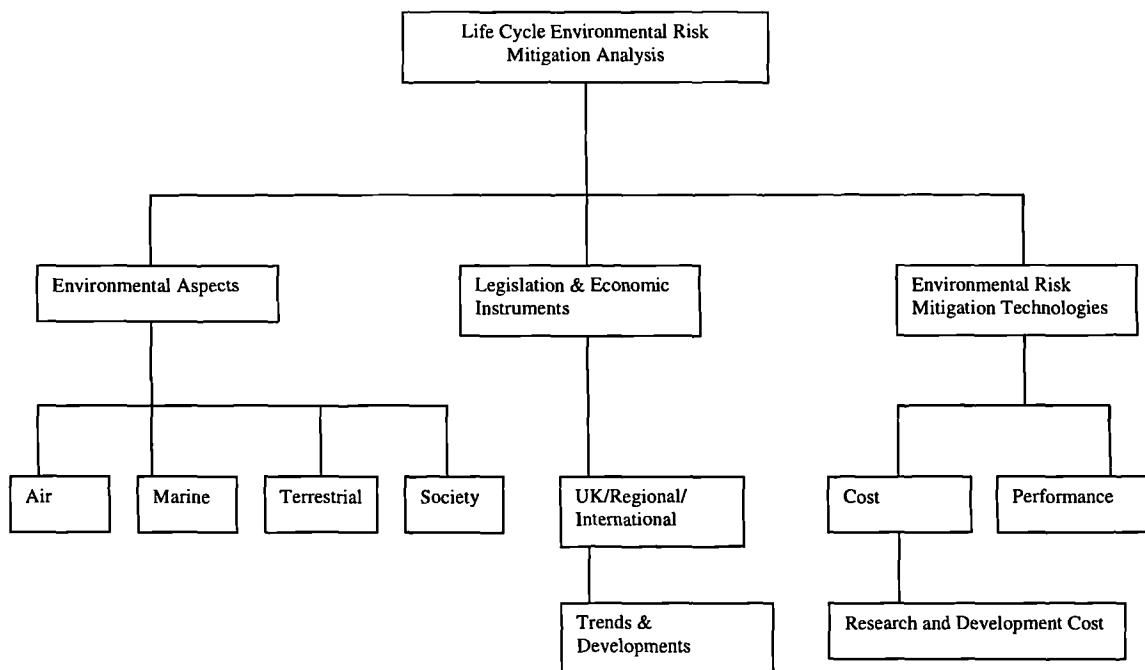 Life Cycle Environmental Risk
Mitigation Analysis
Environmental Aspects
Legislation & Economic
Instruments
Environmental Risk
Mitigation Technologies
Air
Marine
Terrestrial
Society
UK/Regional/
International
Cost
Performance
Trends &
Developments
Research and Development Cost